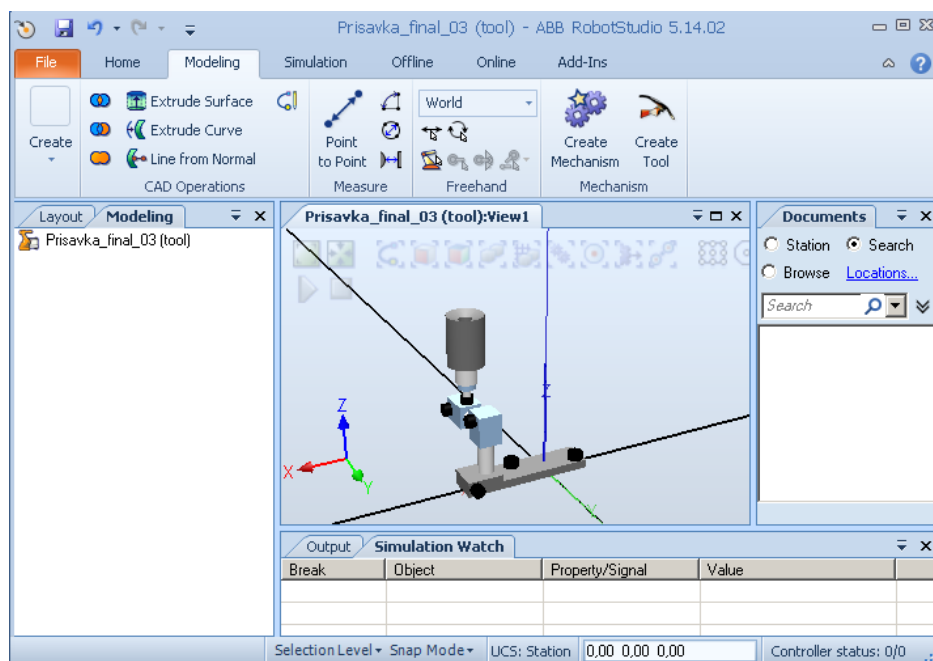 Prisavka_final_03 (tool) - ABB RobotStudio 5.14.02
File Home Modeling Simulation Offline Online Add-Ins
Create
Extrude Surface
Extrude Curve
Line from Normal
CAD Operations
Point
to Point
Measure
World
Freehand
Create
Mechanism
Create
Tool
Mechanism
Layout Modeling
Prisavka_final_03 (tool)
Prisavka_final_03 (tool):View1
Z
X
Y
Z
Y
Documents
Station Search
Browse Locations...
Search
Output Simulation Watch
Break Object Property/Signal Value
Selection Level Snap Mode UCS: Station 0,00 0,00 0,00 Controller status: 0/0